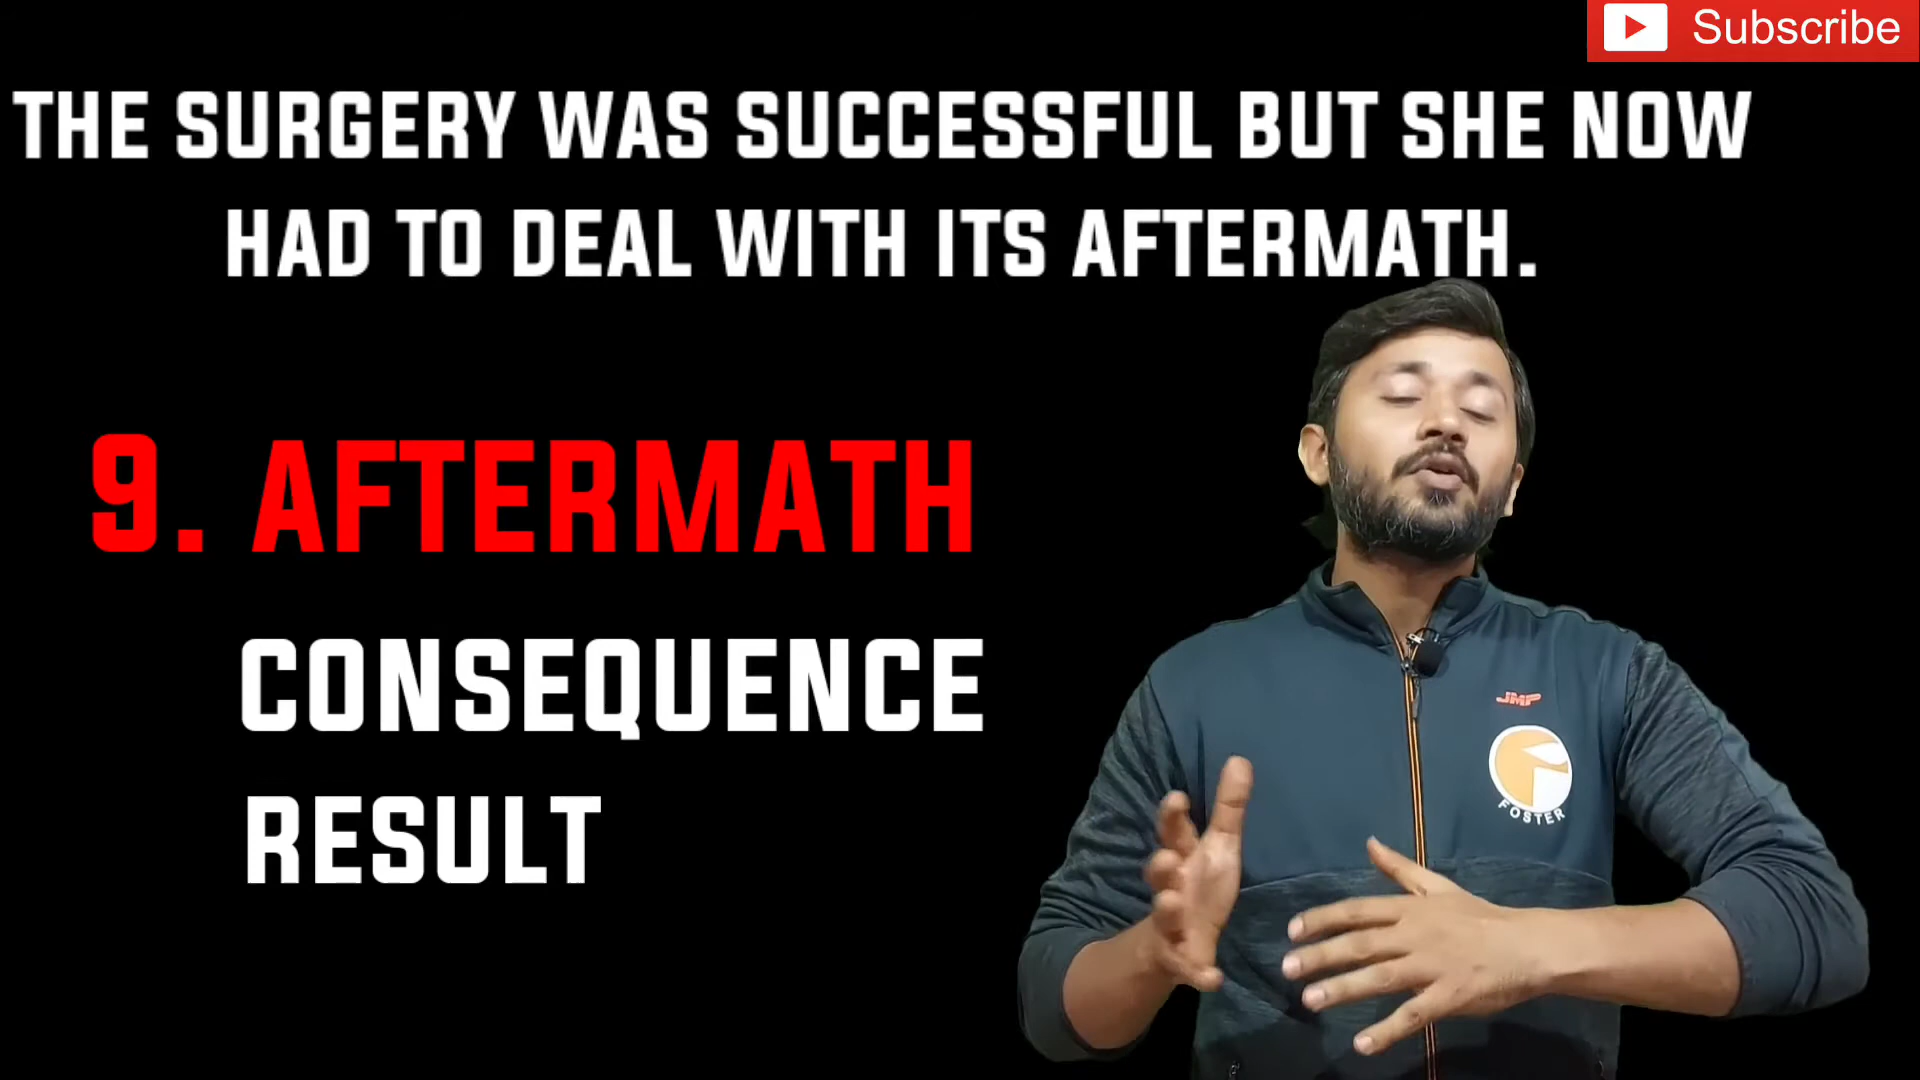 Subscribe
THE SURGERY WAS SUCCESSFUL BUT SHE NOW
HAD TO DEAL WITH ITS AFTERMATH.
9. AFTERMATH
CONSEQUENCE
RESULT
JMP
FOSTER